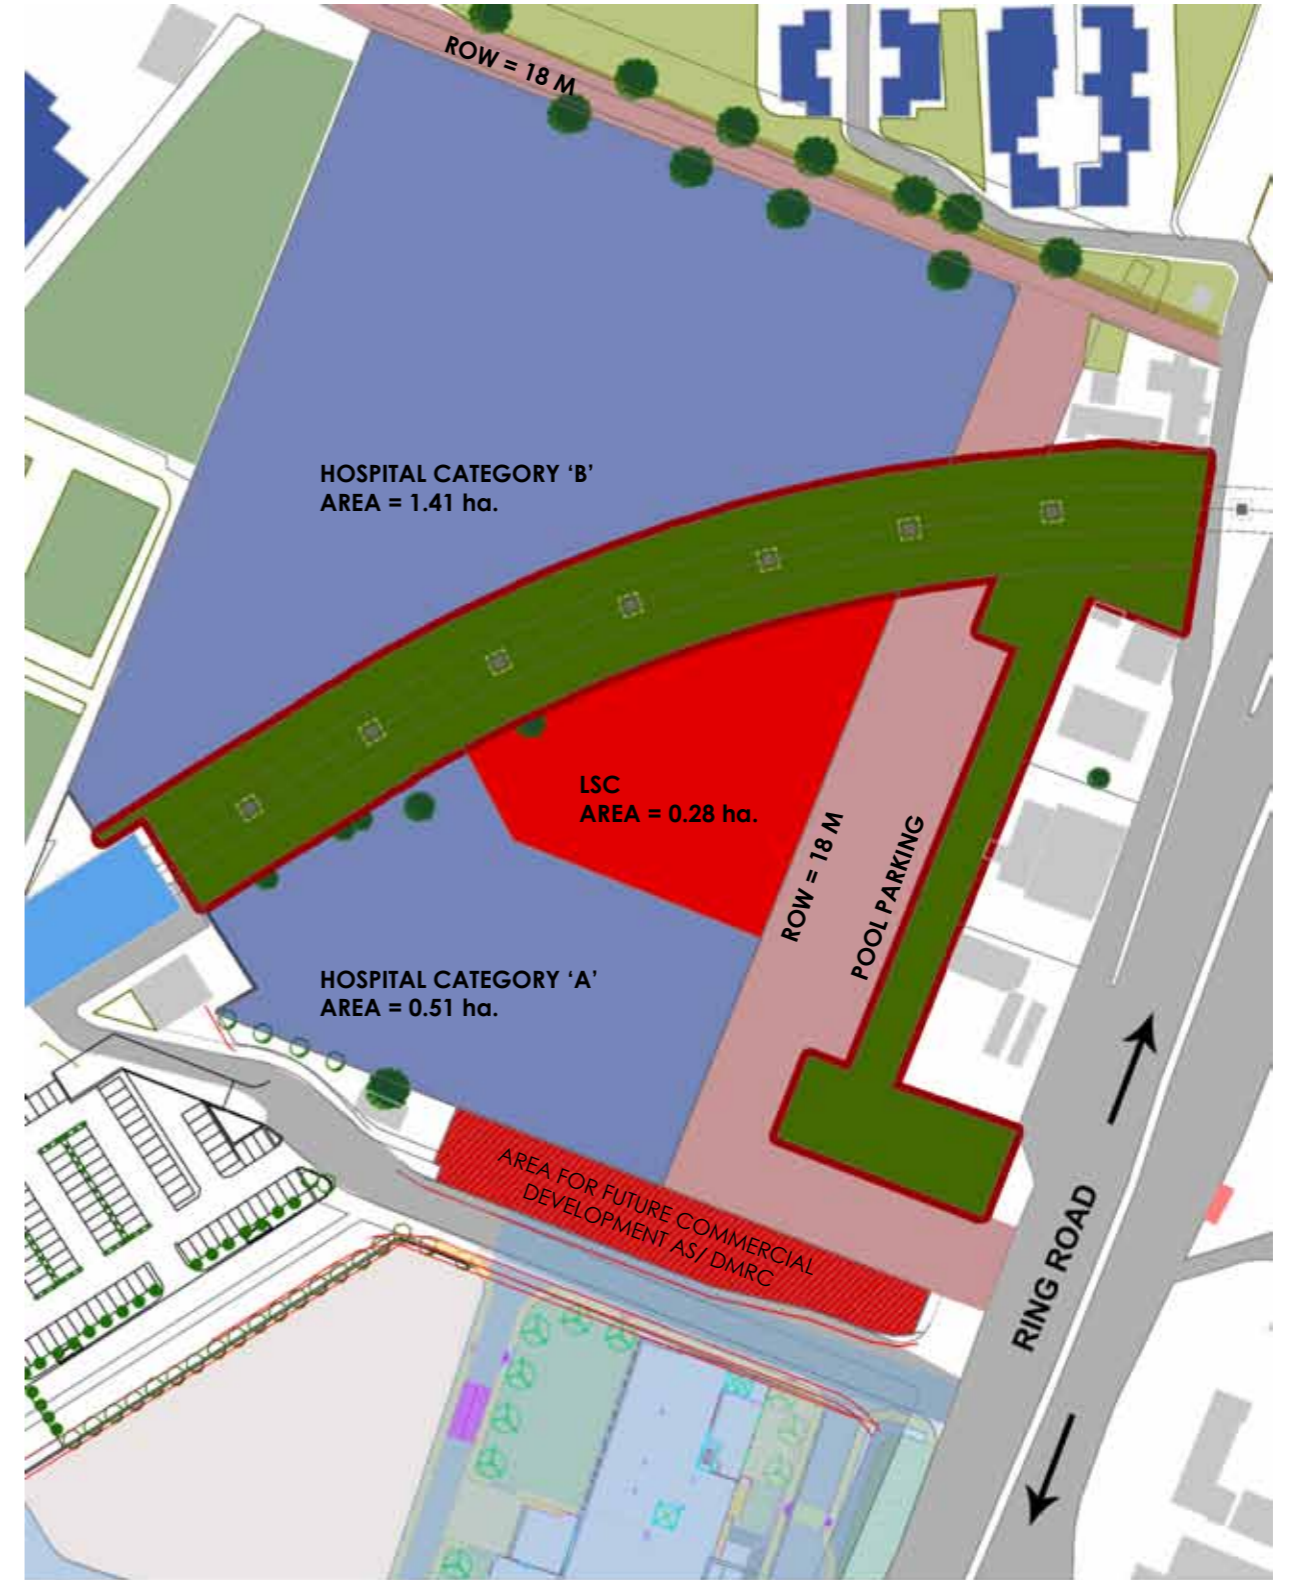 ROW = 18 M
HOSPITAL CATEGORY ‘B’
AREA = 1.41 ha.
LSC
AREA = 0.28 ha.
ROW = 18 M
POOL PARKING
HOSPITAL CATEGORY ‘A’
AREA = 0.51 ha.
AREA FOR FUTURE COMMERCIAL
DEVELOPMENT AS/ DMRC
RING ROAD